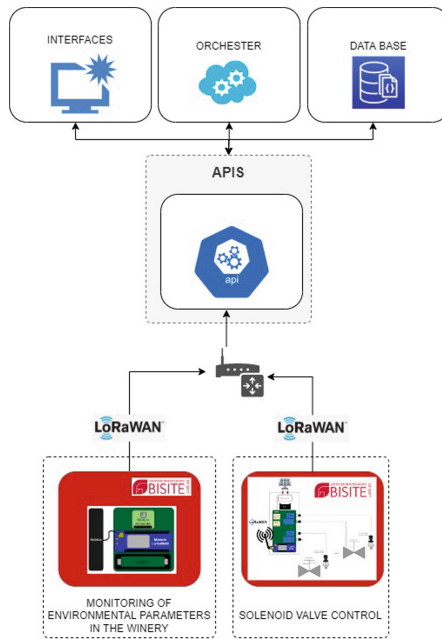 INTERFACES
ORCHESTER
DATA BASE
APIS
api
LoRaWAN
LoRaWAN
BISITE
BISITE
LoRaWAN
MONITORING OF
ENVIRONMENTAL PARAMETERS
IN THE WINERY
SOLENOID VALVE CONTROL